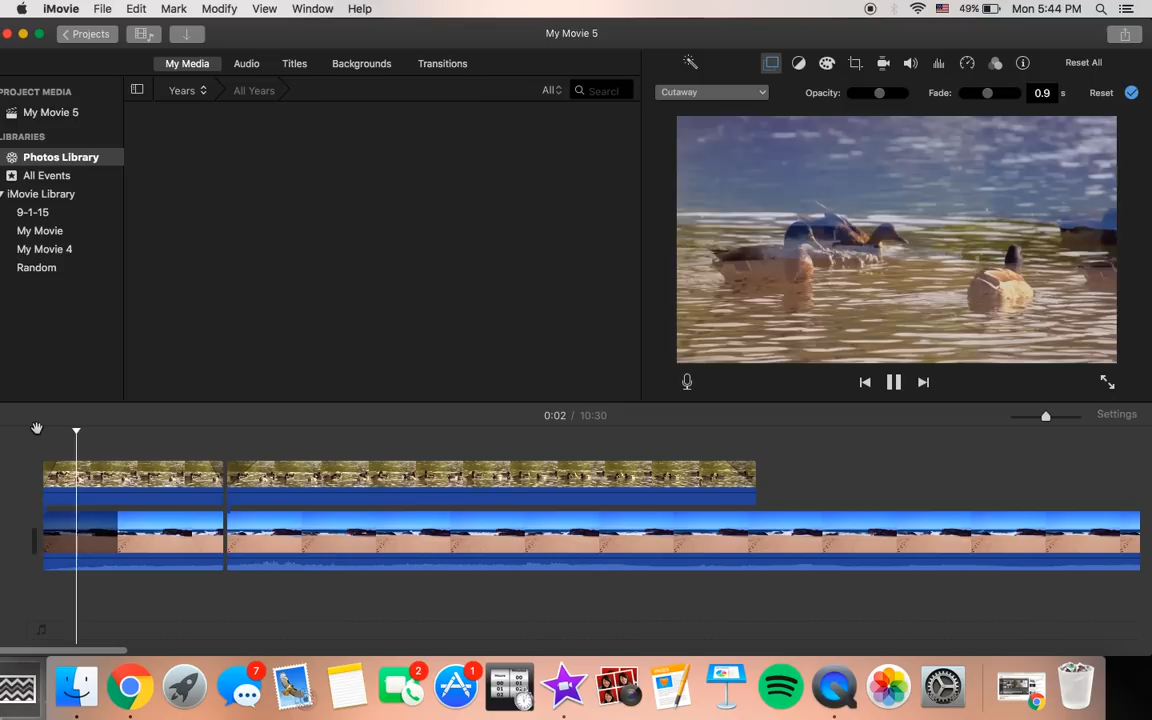 iMovie File Edit Mark Modify View Window Help 49% Mon 5:44 PM
Projects My Movie 5
My Media Audio Titles Backgrounds Transitions Reset All
PROJECT MEDIA
My Movie 5
LIBRARIES
Photos Library
All Events
iMovie Library
9-1-15
My Movie
My Movie 4
Random
Years All Years All Search
Cutaway Opacity: Fade: 0.9 s Reset
0:02 / 10:30 Settings
7 2 1